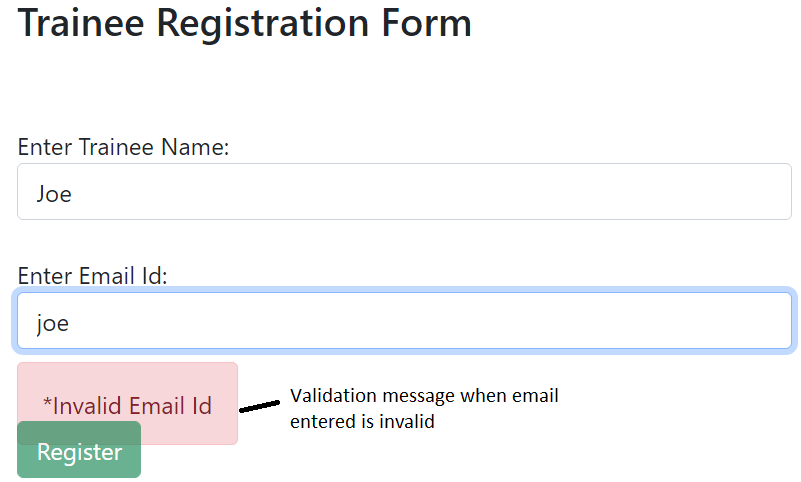 Trainee Registration Form
Enter Trainee Name:
Joe
Enter Email Id:
joe
*Invalid Email Id
Validation message when email
entered is invalid
Register